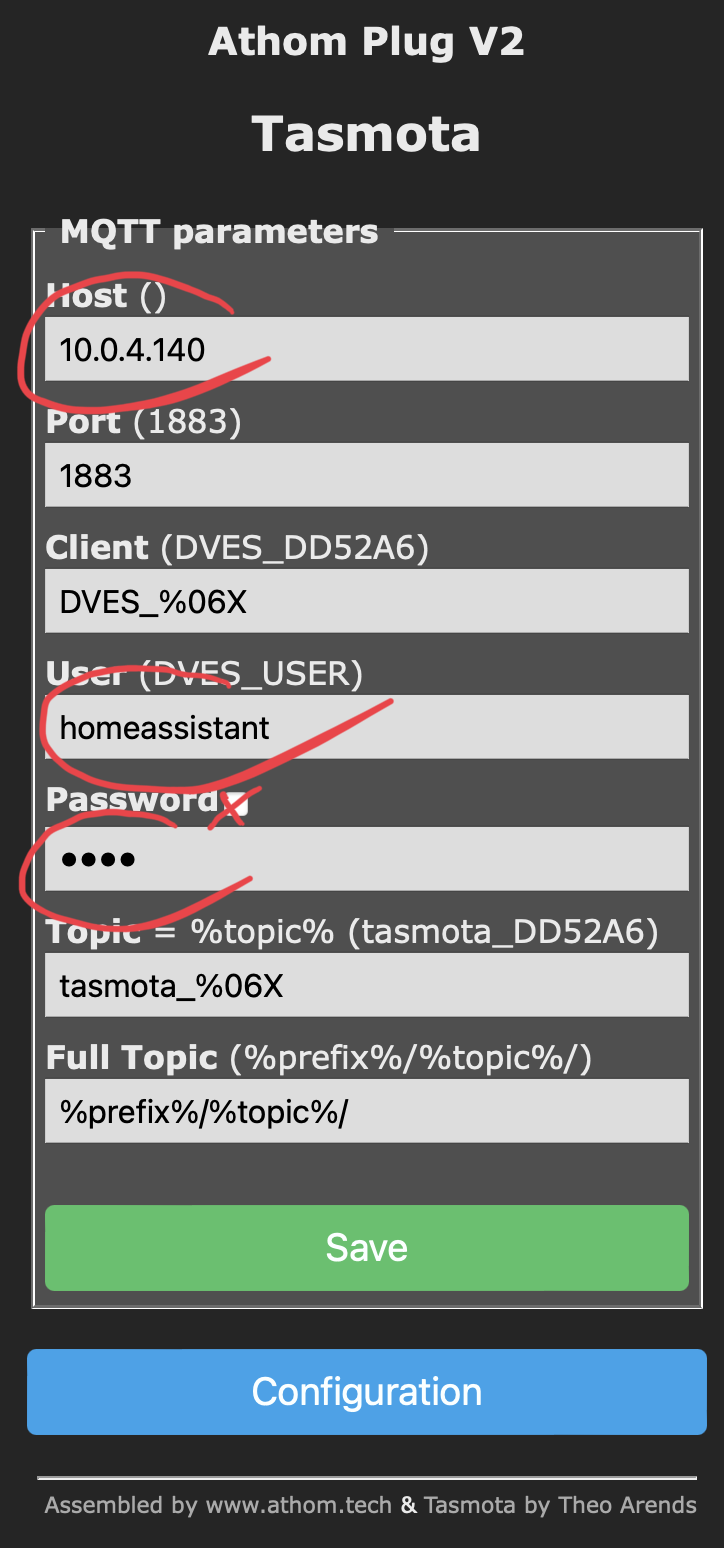 Athom Plug V2
Tasmota
MQTT parameters
Host ()
10.0.4.140
Port (1883)
1883
Client (DVES_DD52A6)
DVES_%06X
User (DVES_USER)
homeassistant
Password
••••
Topic = %topic% (tasmota_DD52A6)
tasmota_%06X
Full Topic (%prefix%/%topic%/)
%prefix%/%topic%/
Save
Configuration
Assembled by www.athom.tech & Tasmota by Theo Arends